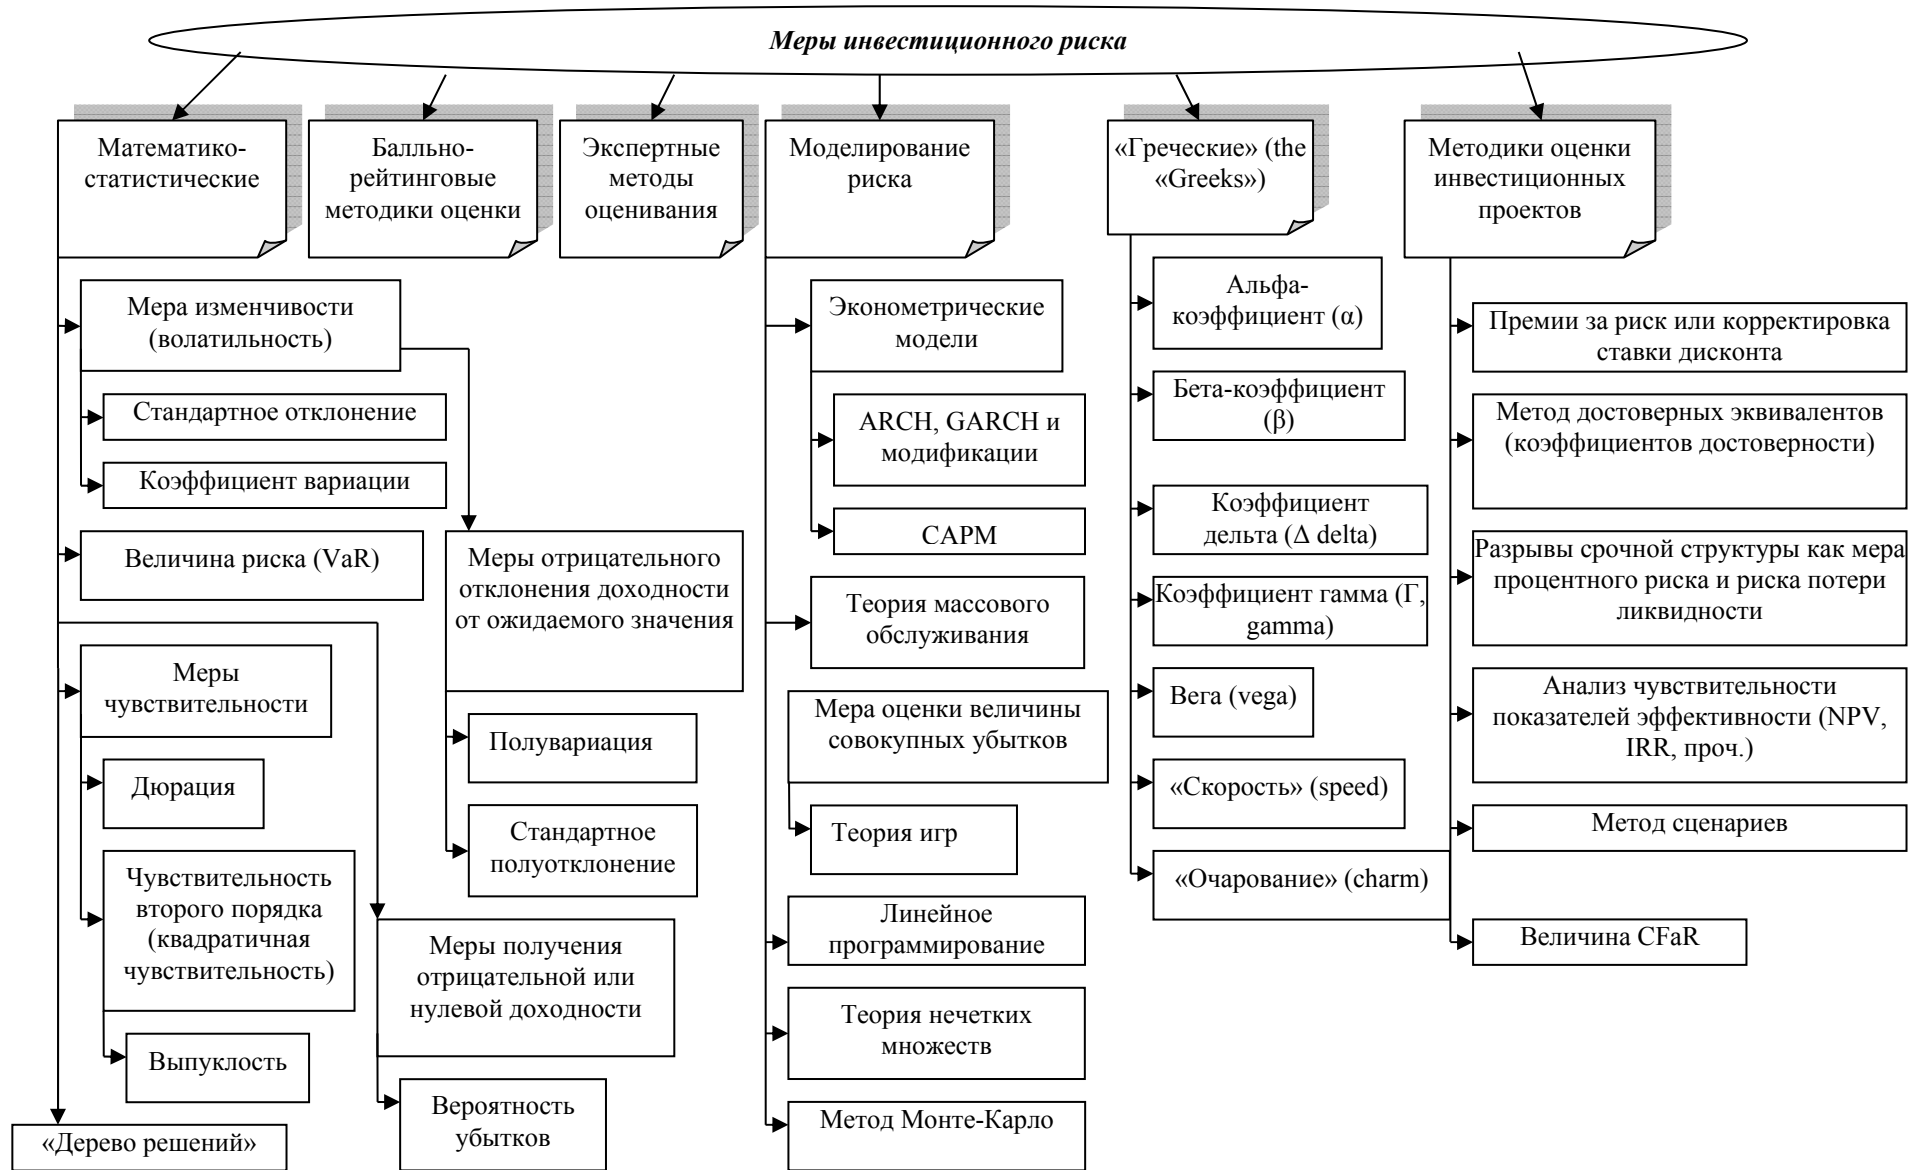 Меры инвестиционного риска
Математико-
статистические
Балльно-
рейтинговые
методики оценки
Экспертные
методы
оценивания
Моделирование
риска
«Греческие» (the
«Greeks»)
Методики оценки
инвестиционных
проектов
Мера изменчивости
(волатильность)
Стандартное отклонение
Коэффициент вариации
Величина риска (VaR)
Меры отрицательного
отклонения доходности
от ожидаемого значения
Полувариация
Стандартное
полуотклонение
Меры
чувствительности
Дюрация
Чувствительность
второго порядка
(квадратичная
чувствительность)
Выпуклость
Меры получения
отрицательной или
нулевой доходности
Вероятность
убытков
«Дерево решений»
Эконометрические
модели
ARCH, GARCH и
модификации
CAPM
Теория массового
обслуживания
Мера оценки величины
совокупных убытков
Теория игр
Линейное
программирование
Теория нечетких
множеств
Метод Монте-Карло
Альфа-
коэффициент (α)
Бета-коэффициент
(β)
Коэффициент
дельта (Δ delta)
Коэффициент гамма (Γ,
gamma)
Вега (vega)
«Скорость» (speed)
«Очарование» (charm)
Премии за риск или корректировка
ставки дисконта
Метод достоверных эквивалентов
(коэффициентов достоверности)
Разрывы срочной структуры как мера
процентного риска и риска потери
ликвидности
Анализ чувствительности
показателей эффективности (NPV,
IRR, проч.)
Метод сценариев
Величина CFaR